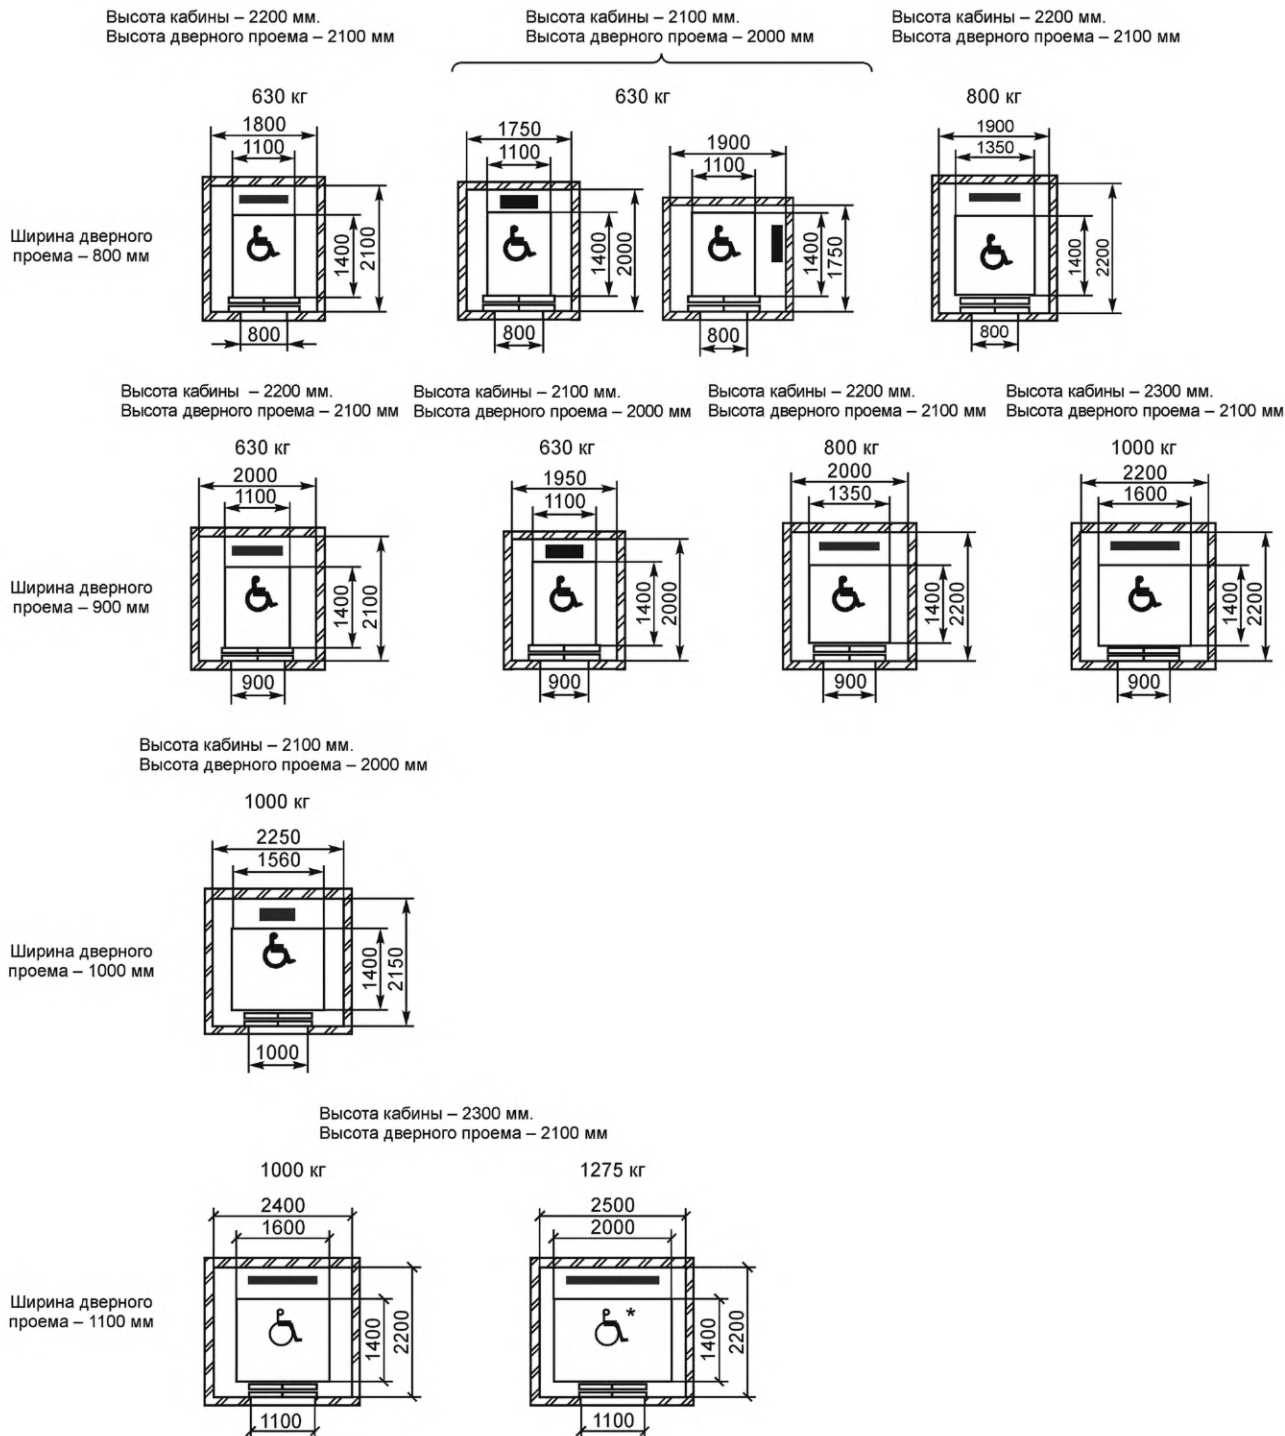 Высота кабины – 2200 мм.
Высота дверного проема – 2100 мм
Высота кабины – 2100 мм.
Высота дверного проема – 2000 мм
Высота кабины – 2200 мм.
Высота дверного проема – 2100 мм
630 кг
630 кг
800 кг
Ширина дверного
проема – 800 мм
1800
1100
1400
2100
800
1750
1100
1400
2000
800
1900
1100
1400
1750
800
1900
1350
1400
2200
800
Высота кабины – 2200 мм.
Высота дверного проема – 2100 мм
Высота кабины – 2100 мм.
Высота дверного проема – 2000 мм
Высота кабины – 2200 мм.
Высота дверного проема – 2100 мм
Высота кабины – 2300 мм.
Высота дверного проема – 2100 мм
630 кг
630 кг
800 кг
1000 кг
Ширина дверного
проема – 900 мм
2000
1100
1400
2100
900
1950
1100
1400
2000
900
2000
1350
1400
2200
900
2200
1600
1400
2200
900
Высота кабины – 2100 мм.
Высота дверного проема – 2000 мм
1000 кг
Ширина дверного
проема – 1000 мм
2250
1560
1400
2150
1000
Высота кабины – 2300 мм.
Высота дверного проема – 2100 мм
1000 кг
1275 кг
Ширина дверного
проема – 1100 мм
2400
1600
1400
2200
1100
2500
2000
*
1400
2200
1100